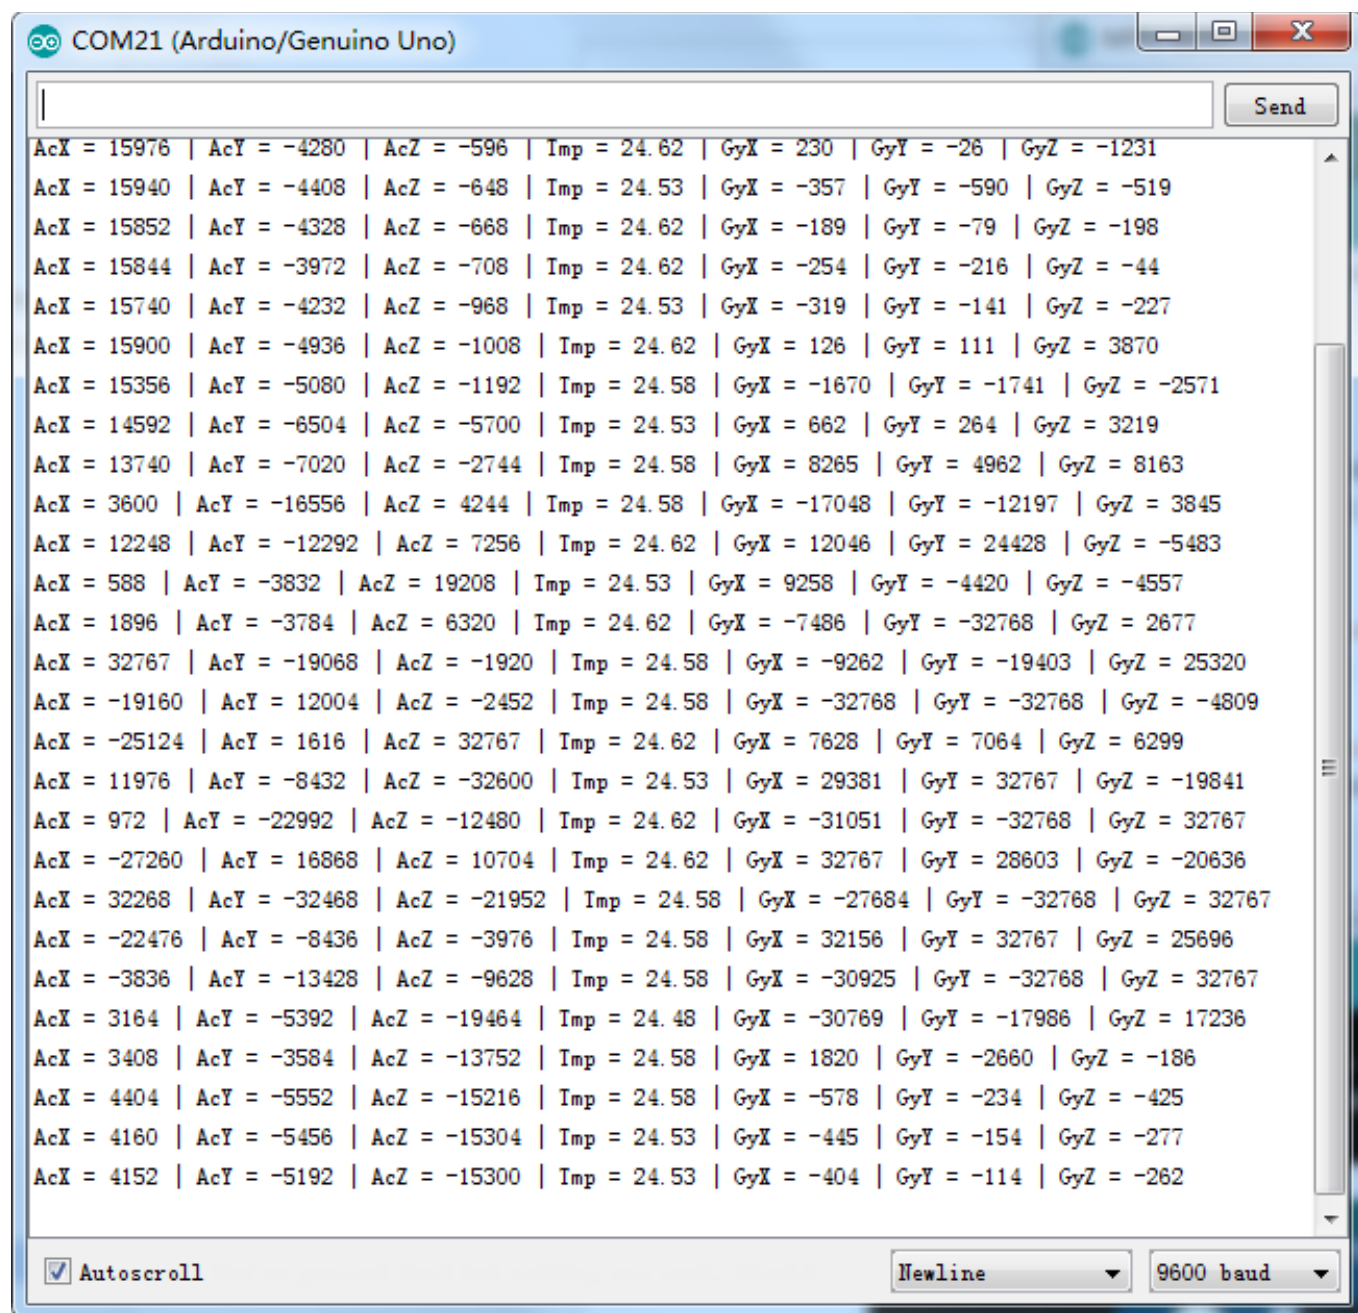 COM21 (Arduino/Genuino Uno)
Send
AcX = 15976 | AcY = -4280 | AcZ = -596 | Tmp = 24.62 | GyX = 230 | GyY = -26 | GyZ = -1231
AcX = 15940 | AcY = -4408 | AcZ = -648 | Tmp = 24.53 | GyX = -357 | GyY = -590 | GyZ = -519
AcX = 15852 | AcY = -4328 | AcZ = -668 | Tmp = 24.62 | GyX = -189 | GyY = -79 | GyZ = -198
AcX = 15844 | AcY = -3972 | AcZ = -708 | Tmp = 24.62 | GyX = -254 | GyY = -216 | GyZ = -44
AcX = 15740 | AcY = -4232 | AcZ = -968 | Tmp = 24.53 | GyX = -319 | GyY = -141 | GyZ = -227
AcX = 15900 | AcY = -4936 | AcZ = -1008 | Tmp = 24.62 | GyX = 126 | GyY = 111 | GyZ = 3870
AcX = 15356 | AcY = -5080 | AcZ = -1192 | Tmp = 24.58 | GyX = -1670 | GyY = -1741 | GyZ = -2571
AcX = 14592 | AcY = -6504 | AcZ = -5700 | Tmp = 24.53 | GyX = 662 | GyY = 264 | GyZ = 3219
AcX = 13740 | AcY = -7020 | AcZ = -2744 | Tmp = 24.58 | GyX = 8265 | GyY = 4962 | GyZ = 8163
AcX = 3600 | AcY = -16556 | AcZ = 4244 | Tmp = 24.58 | GyX = -17048 | GyY = -12197 | GyZ = 3845
AcX = 12248 | AcY = -12292 | AcZ = 7256 | Tmp = 24.62 | GyX = 12046 | GyY = 24428 | GyZ = -5483
AcX = 588 | AcY = -3832 | AcZ = 19208 | Tmp = 24.53 | GyX = 9258 | GyY = -4420 | GyZ = -4557
AcX = 1896 | AcY = -3784 | AcZ = 6320 | Tmp = 24.62 | GyX = -7486 | GyY = -32768 | GyZ = 2677
AcX = 32767 | AcY = -19068 | AcZ = -1920 | Tmp = 24.58 | GyX = -9262 | GyY = -19403 | GyZ = 25320
AcX = -19160 | AcY = 12004 | AcZ = -2452 | Tmp = 24.58 | GyX = -32768 | GyY = -32768 | GyZ = -4809
AcX = -25124 | AcY = 1616 | AcZ = 32767 | Tmp = 24.62 | GyX = 7628 | GyY = 7064 | GyZ = 6299
AcX = 11976 | AcY = -8432 | AcZ = -32600 | Tmp = 24.53 | GyX = 29381 | GyY = 32767 | GyZ = -19841
AcX = 972 | AcY = -22992 | AcZ = -12480 | Tmp = 24.62 | GyX = -31051 | GyY = -32768 | GyZ = 32767
AcX = -27260 | AcY = 16868 | AcZ = 10704 | Tmp = 24.62 | GyX = 32767 | GyY = 28603 | GyZ = -20636
AcX = 32268 | AcY = -32468 | AcZ = -21952 | Tmp = 24.58 | GyX = -27684 | GyY = -32768 | GyZ = 32767
AcX = -22476 | AcY = -8436 | AcZ = -3976 | Tmp = 24.58 | GyX = 32156 | GyY = 32767 | GyZ = 25696
AcX = -3836 | AcY = -13428 | AcZ = -9628 | Tmp = 24.58 | GyX = -30925 | GyY = -32768 | GyZ = 32767
AcX = 3164 | AcY = -5392 | AcZ = -19464 | Tmp = 24.48 | GyX = -30769 | GyY = -17986 | GyZ = 17236
AcX = 3408 | AcY = -3584 | AcZ = -13752 | Tmp = 24.58 | GyX = 1820 | GyY = -2660 | GyZ = -186
AcX = 4404 | AcY = -5552 | AcZ = -15216 | Tmp = 24.58 | GyX = -578 | GyY = -234 | GyZ = -425
AcX = 4160 | AcY = -5456 | AcZ = -15304 | Tmp = 24.53 | GyX = -445 | GyY = -154 | GyZ = -277
AcX = 4152 | AcY = -5192 | AcZ = -15300 | Tmp = 24.53 | GyX = -404 | GyY = -114 | GyZ = -262
Autoscroll
Newline
9600 baud